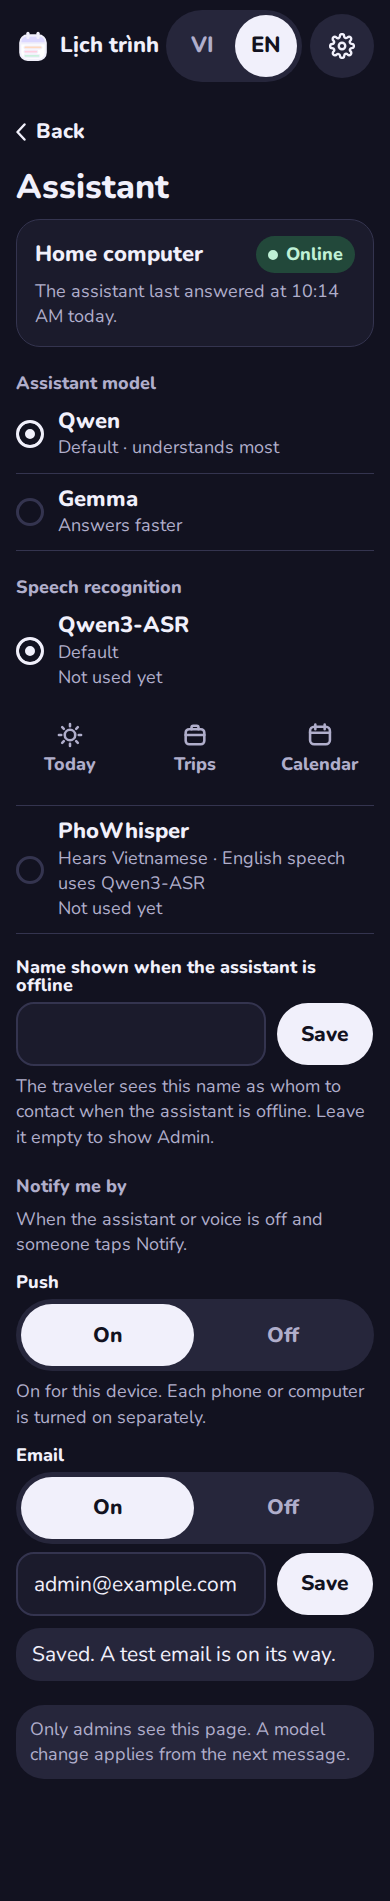 Lịch trình VI EN
Back
Assistant
Home computer Online
The assistant last answered at 10:14
AM today.
Assistant model
Qwen
Default · understands most
Gemma
Answers faster
Speech recognition
Qwen3-ASR
Default
Not used yet
Today Trips Calendar
PhoWhisper
Hears Vietnamese · English speech
uses Qwen3-ASR
Not used yet
Name shown when the assistant is
offline
Save
The traveler sees this name as whom to
contact when the assistant is offline. Leave
it empty to show Admin.
Notify me by
When the assistant or voice is off and
someone taps Notify.
Push
On Off
On for this device. Each phone or computer
is turned on separately.
Email
On Off
admin@example.com Save
Saved. A test email is on its way.
Only admins see this page. A model
change applies from the next message.